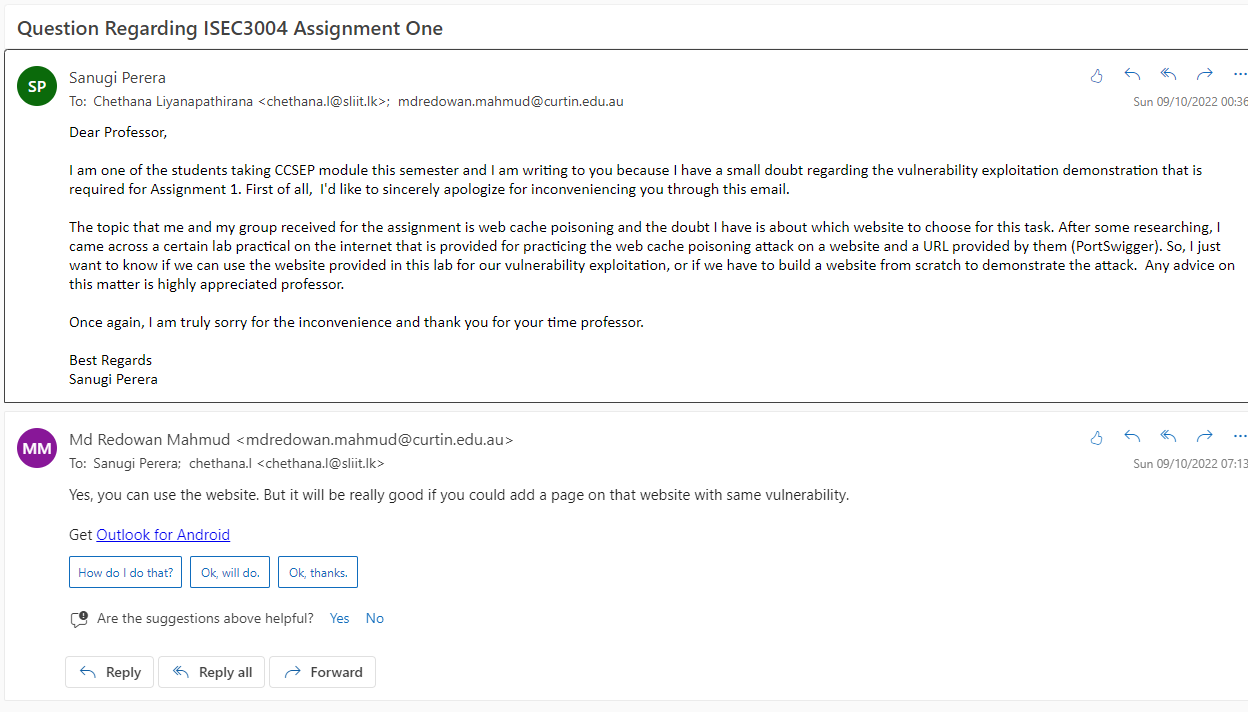 Question Regarding ISEC3004 Assignment One
SP
Sanugi Perera
To: Chethana Liyanapathirana <chethana.l@sliit.lk>; mdredowan.mahmud@curtin.edu.au
Sun 09/10/2022 00:36
Dear Professor,
I am one of the students taking CCSEP module this semester and I am writing to you because I have a small doubt regarding the vulnerability exploitation demonstration that is
required for Assignment 1. First of all,  I'd like to sincerely apologize for inconveniencing you through this email.
The topic that me and my group received for the assignment is web cache poisoning and the doubt I have is about which website to choose for this task. After some researching, I
came across a certain lab practical on the internet that is provided for practicing the web cache poisoning attack on a website and a URL provided by them (PortSwigger). So, I just
want to know if we can use the website provided in this lab for our vulnerability exploitation, or if we have to build a website from scratch to demonstrate the attack.  Any advice on
this matter is highly appreciated professor.
Once again, I am truly sorry for the inconvenience and thank you for your time professor.
Best Regards
Sanugi Perera
MM
Md Redowan Mahmud <mdredowan.mahmud@curtin.edu.au>
To: Sanugi Perera; chethana.l <chethana.l@sliit.lk>
Sun 09/10/2022 07:13
Yes, you can use the website. But it will be really good if you could add a page on that website with same vulnerability.
Get Outlook for Android
How do I do that? Ok, will do. Ok, thanks.
Are the suggestions above helpful? Yes No
Reply Reply all Forward